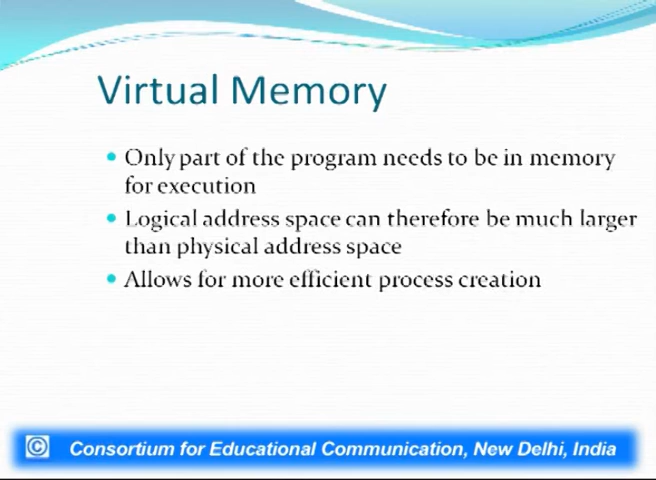 Virtual Memory
Only part of the program needs to be in memory
for execution
Logical address space can therefore be much larger
than physical address space
Allows for more efficient process creation
© Consortium for Educational Communication, New Delhi, India